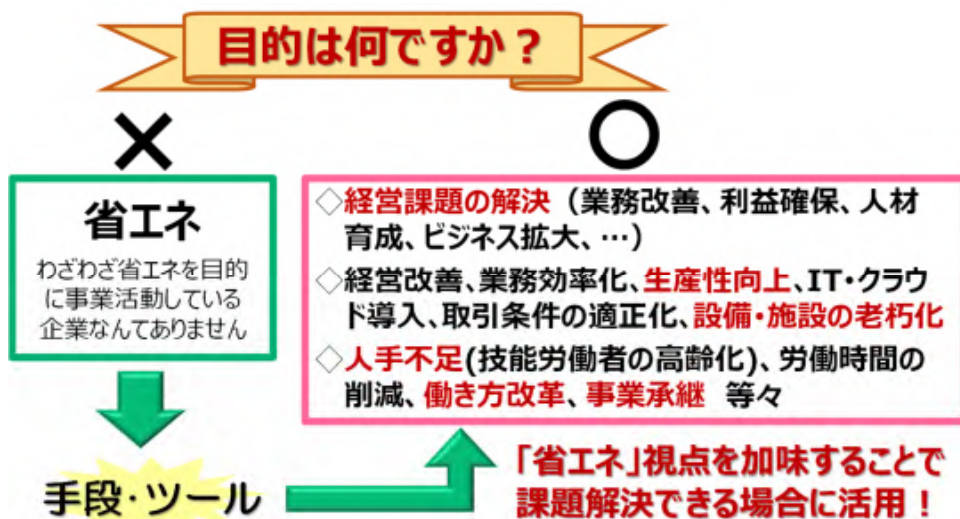 目的は何ですか？
×
省エネ
わざわざ省エネを目的
に事業活動している
企業なんてありません
手段・ツール
○
◇経営課題の解決（業務改善、利益確保、人材
育成、ビジネス拡大、…）
◇経営改善、業務効率化、生産性向上、IT・クラウ
ド導入、取引条件の適正化、設備・施設の老朽化
◇人手不足(技能労働者の高齢化)、労働時間の
削減、働き方改革、事業承継 等々
「省エネ」視点を加味することで
課題解決できる場合に活用！